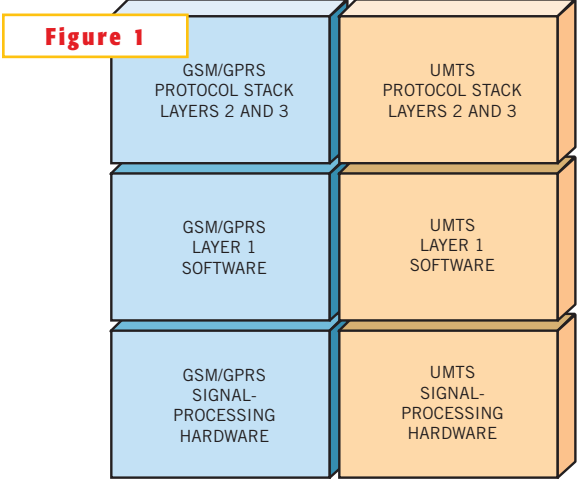 Figure 1
GSM/GPRS
PROTOCOL STACK
LAYERS 2 AND 3
UMTS
PROTOCOL STACK
LAYERS 2 AND 3
GSM/GPRS
LAYER 1
SOFTWARE
UMTS
LAYER 1
SOFTWARE
GSM/GPRS
SIGNAL-
PROCESSING
HARDWARE
UMTS
SIGNAL-
PROCESSING
HARDWARE